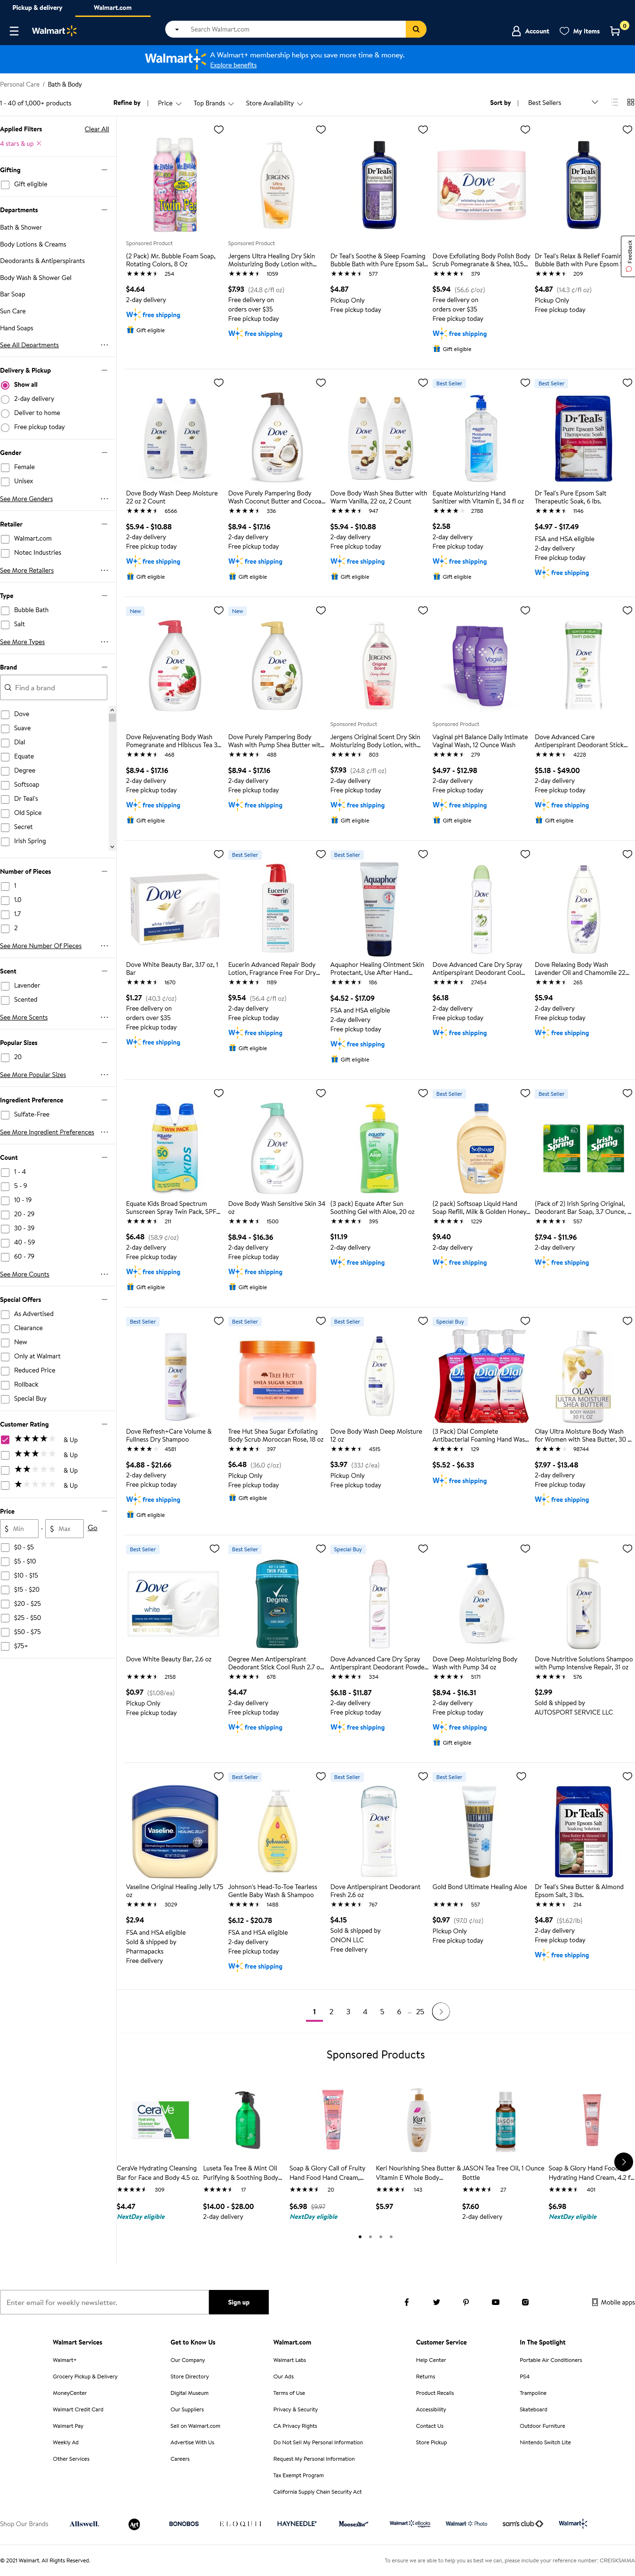 Pickup & delivery
Walmart.com
Walmart
Search Walmart.com
Account
My Items
0
Walmart+
A Walmart+ membership helps you save more time & money.
Explore benefits
Personal Care / Bath & Body
1 - 40 of 1,000+ products
Refine by | Price Top Brands Store Availability
Sort by | Best Sellers
Feedback
Applied Filters
Clear All
4 stars & up
Gifting
Gift eligible
Departments
Bath & Shower
Body Lotions & Creams
Deodorants & Antiperspirants
Body Wash & Shower Gel
Bar Soap
Sun Care
Hand Soaps
See All Departments
Delivery & Pickup
Show all
2-day delivery
Deliver to home
Free pickup today
Gender
Female
Unisex
See More Genders
Retailer
Walmart.com
Notec Industries
See More Retailers
Type
Bubble Bath
Salt
See More Types
Brand
Find a brand
Dove
Suave
Dial
Equate
Degree
Softsoap
Dr Teal's
Old Spice
Secret
Irish Spring
Number of Pieces
1
1.0
1.7
2
See More Number Of Pieces
Scent
Lavender
Scented
See More Scents
Popular Sizes
20
See More Popular Sizes
Ingredient Preference
Sulfate-Free
See More Ingredient Preferences
Count
1 - 4
5 - 9
10 - 19
20 - 29
30 - 39
40 - 59
60 - 79
See More Counts
Special Offers
As Advertised
Clearance
New
Only at Walmart
Reduced Price
Rollback
Special Buy
Customer Rating
& Up
& Up
& Up
& Up
Price
$ Min - $ Max Go
$0 - $5
$5 - $10
$10 - $15
$15 - $20
$20 - $25
$25 - $50
$50 - $75
$75+
Sponsored Product
(2 Pack) Mr. Bubble Foam Soap,
Rotating Colors, 8 Oz
254
$4.64
2-day delivery
W+ free shipping
Gift eligible
Sponsored Product
Jergens Ultra Healing Dry Skin
Moisturizing Body Lotion with...
1059
$7.93 (24.8 ¢/fl oz)
Free delivery on
orders over $35
Free pickup today
W+ free shipping
Dr Teal's Soothe & Sleep Foaming
Bubble Bath with Pure Epsom Sal...
577
$4.87
Pickup Only
Free pickup today
Dove Exfoliating Body Polish Body
Scrub Pomegranate & Shea, 10.5...
379
$5.94 (56.6 ¢/oz)
Free delivery on
orders over $35
Free pickup today
W+ free shipping
Gift eligible
Dr Teal's Relax & Relief Foaming
Bubble Bath with Pure Epsom
209
$4.87 (14.3 ¢/fl oz)
Pickup Only
Free pickup today
Dove Body Wash Deep Moisture
22 oz 2 Count
6566
$5.94 - $10.88
2-day delivery
Free pickup today
W+ free shipping
Gift eligible
Dove Purely Pampering Body
Wash Coconut Butter and Cocoa...
336
$8.94 - $17.16
2-day delivery
Free pickup today
W+ free shipping
Gift eligible
Dove Body Wash Shea Butter with
Warm Vanilla, 22 oz, 2 Count
947
$5.94 - $10.88
2-day delivery
Free pickup today
W+ free shipping
Gift eligible
Best Seller
Equate Moisturizing Hand
Sanitizer with Vitamin E, 34 fl oz
2788
$2.58
2-day delivery
Free pickup today
W+ free shipping
Gift eligible
Best Seller
Dr Teal's Pure Epsom Salt
Therapeutic Soak, 6 lbs.
1146
$4.97 - $17.49
FSA and HSA eligible
2-day delivery
Free pickup today
W+ free shipping
New
Dove Rejuvenating Body Wash
Pomegranate and Hibiscus Tea 3...
468
$8.94 - $17.16
2-day delivery
Free pickup today
W+ free shipping
Gift eligible
New
Dove Purely Pampering Body
Wash with Pump Shea Butter wit...
488
$8.94 - $17.16
2-day delivery
Free pickup today
W+ free shipping
Sponsored Product
Jergens Original Scent Dry Skin
Moisturizing Body Lotion, with...
803
$7.93 (24.8 ¢/fl oz)
2-day delivery
Free pickup today
W+ free shipping
Gift eligible
Sponsored Product
Vaginal pH Balance Daily Intimate
Vaginal Wash, 12 Ounce Wash
279
$4.97 - $12.98
2-day delivery
Free pickup today
W+ free shipping
Gift eligible
Dove Advanced Care
Antiperspirant Deodorant Stick...
4228
$5.18 - $49.00
2-day delivery
Free pickup today
W+ free shipping
Gift eligible
Dove White Beauty Bar, 3.17 oz, 1
Bar
1670
$1.27 (40.3 ¢/oz)
Free delivery on
orders over $35
Free pickup today
W+ free shipping
Best Seller
Eucerin Advanced Repair Body
Lotion, Fragrance Free For Dry...
1189
$9.54 (56.4 ¢/fl oz)
2-day delivery
Free pickup today
W+ free shipping
Gift eligible
Best Seller
Aquaphor Healing Ointment Skin
Protectant, Use After Hand...
186
$4.52 - $17.09
FSA and HSA eligible
2-day delivery
Free pickup today
W+ free shipping
Gift eligible
Dove Advanced Care Dry Spray
Antiperspirant Deodorant Cool...
27454
$6.18
2-day delivery
Free pickup today
W+ free shipping
Dove Relaxing Body Wash
Lavender Oil and Chamomile 22...
265
$5.94
2-day delivery
Free pickup today
W+ free shipping
Equate Kids Broad Spectrum
Sunscreen Spray Twin Pack, SPF...
211
$6.48 (58.9 ¢/oz)
2-day delivery
Free pickup today
W+ free shipping
Gift eligible
Dove Body Wash Sensitive Skin 34
oz
1500
$8.94 - $16.36
2-day delivery
Free pickup today
W+ free shipping
Gift eligible
(3 pack) Equate After Sun
Soothing Gel with Aloe, 20 oz
395
$11.19
2-day delivery
W+ free shipping
Best Seller
(2 pack) Softsoap Liquid Hand
Soap Refill, Milk & Golden Honey...
1229
$9.40
2-day delivery
W+ free shipping
Best Seller
(Pack of 2) Irish Spring Original,
Deodorant Bar Soap, 3.7 Ounce, ...
557
$7.94 - $11.96
2-day delivery
W+ free shipping
Best Seller
Dove Refresh+Care Volume &
Fullness Dry Shampoo
4581
$4.88 - $21.66
2-day delivery
Free pickup today
W+ free shipping
Gift eligible
Best Seller
Tree Hut Shea Sugar Exfoliating
Body Scrub Moroccan Rose, 18 oz
397
$6.48 (36.0 ¢/oz)
Pickup Only
Free pickup today
Gift eligible
Best Seller
Dove Body Wash Deep Moisture
12 oz
4515
$3.97 (33.1 ¢/ea)
Pickup Only
Free pickup today
Special Buy
(3 Pack) Dial Complete
Antibacterial Foaming Hand Was...
129
$5.52 - $6.33
W+ free shipping
Olay Ultra Moisture Body Wash
for Women with Shea Butter, 30 ...
98744
$7.97 - $13.48
2-day delivery
Free pickup today
W+ free shipping
Best Seller
Dove White Beauty Bar, 2.6 oz
2158
$0.97 ($1.08/ea)
Pickup Only
Free pickup today
Best Seller
Degree Men Antiperspirant
Deodorant Stick Cool Rush 2.7 o...
678
$4.47
2-day delivery
Free pickup today
W+ free shipping
Special Buy
Dove Advanced Care Dry Spray
Antiperspirant Deodorant Powde...
334
$6.18 - $11.87
2-day delivery
Free pickup today
W+ free shipping
Dove Deep Moisturizing Body
Wash with Pump 34 oz
5171
$8.94 - $16.31
2-day delivery
Free pickup today
W+ free shipping
Gift eligible
Dove Nutritive Solutions Shampoo
with Pump Intensive Repair, 31 oz
576
$2.99
Sold & shipped by
AUTOSPORT SERVICE LLC
Vaseline Original Healing Jelly 1.75
oz
3029
$2.94
FSA and HSA eligible
Sold & shipped by
Pharmapacks
Free delivery
Best Seller
Johnson's Head-To-Toe Tearless
Gentle Baby Wash & Shampoo
1488
$6.12 - $20.78
FSA and HSA eligible
2-day delivery
Free pickup today
W+ free shipping
Best Seller
Dove Antiperspirant Deodorant
Fresh 2.6 oz
767
$4.15
Sold & shipped by
ONON LLC
Free delivery
Best Seller
Gold Bond Ultimate Healing Aloe
557
$0.97 (97.0 ¢/oz)
Pickup Only
Free pickup today
Dr Teal's Shea Butter & Almond
Epsom Salt, 3 lbs.
214
$4.87 ($1.62/lb)
2-day delivery
Free pickup today
W+ free shipping
1 2 3 4 5 6 ... 25
Sponsored Products
CeraVe Hydrating Cleansing
Bar for Face and Body 4.5 oz.
309
$4.47
NextDay eligible
Luseta Tea Tree & Mint Oil
Purifying & Soothing Body...
17
$14.00 - $28.00
2-day delivery
Soap & Glory Call of Fruity
Hand Food Hand Cream,...
20
$6.98 $9.97
NextDay eligible
Keri Nourishing Shea Butter &
Vitamin E Whole Body...
143
$5.97
JASON Tea Tree Oil, 1 Ounce
Bottle
27
$7.60
2-day delivery
Soap & Glory Hand Food
Hydrating Hand Cream, 4.2 f...
401
$6.98
NextDay eligible
Enter email for weekly newsletter.
Sign up
Mobile apps
Walmart Services
Walmart+
Grocery Pickup & Delivery
MoneyCenter
Walmart Credit Card
Walmart Pay
Weekly Ad
Other Services
Get to Know Us
Our Company
Store Directory
Digital Museum
Our Suppliers
Sell on Walmart.com
Advertise With Us
Careers
Walmart.com
Walmart Labs
Our Ads
Terms of Use
Privacy & Security
CA Privacy Rights
Do Not Sell My Personal Information
Request My Personal Information
Tax Exempt Program
California Supply Chain Security Act
Customer Service
Help Center
Returns
Product Recalls
Accessibility
Contact Us
Store Pickup
In The Spotlight
Portable Air Conditioners
PS4
Trampoline
Skateboard
Outdoor Furniture
Nintendo Switch Lite
Shop Our Brands
Allswell.
Art
BONOBOS
ELOQUII
HAYNEEDLE
Moosejaw
Walmart eBooks
Walmart Photo
sam's club
Walmart
© 2021 Walmart. All Rights Reserved.
To ensure we are able to help you as best we can, please include your reference number: CREISKSMMA